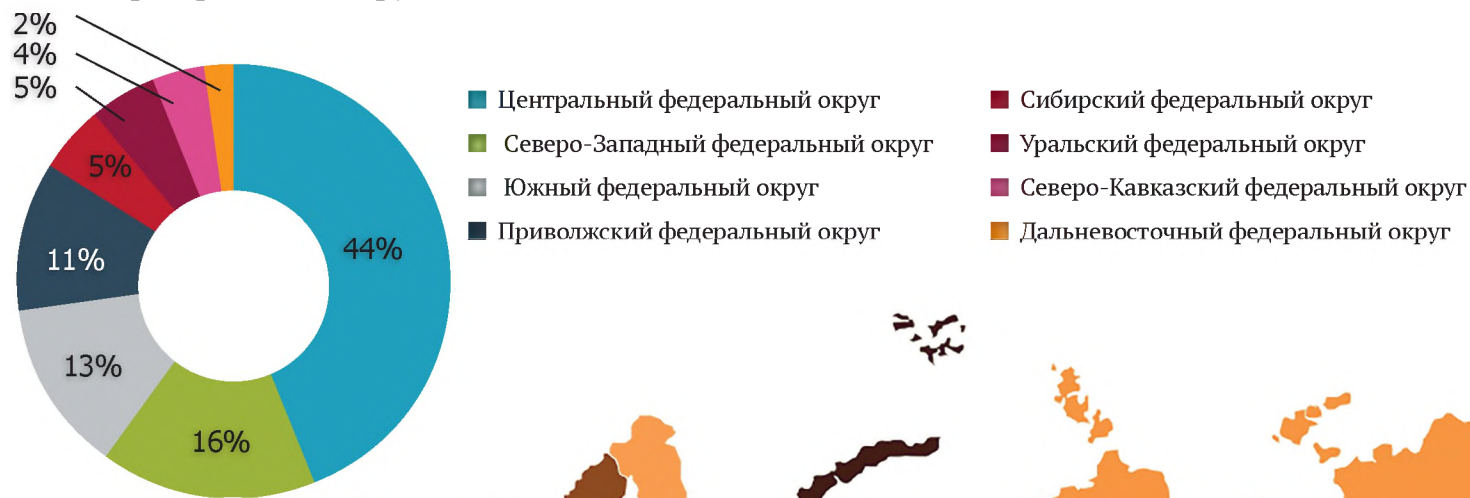 2%
4%
5%
5%
11%
44%
13%
16%
Центральный федеральный округ
Северо-Западный федеральный округ
Южный федеральный округ
Приволжский федеральный округ
Сибирский федеральный округ
Уральский федеральный округ
Северо-Кавказский федеральный округ
Дальневосточный федеральный округ